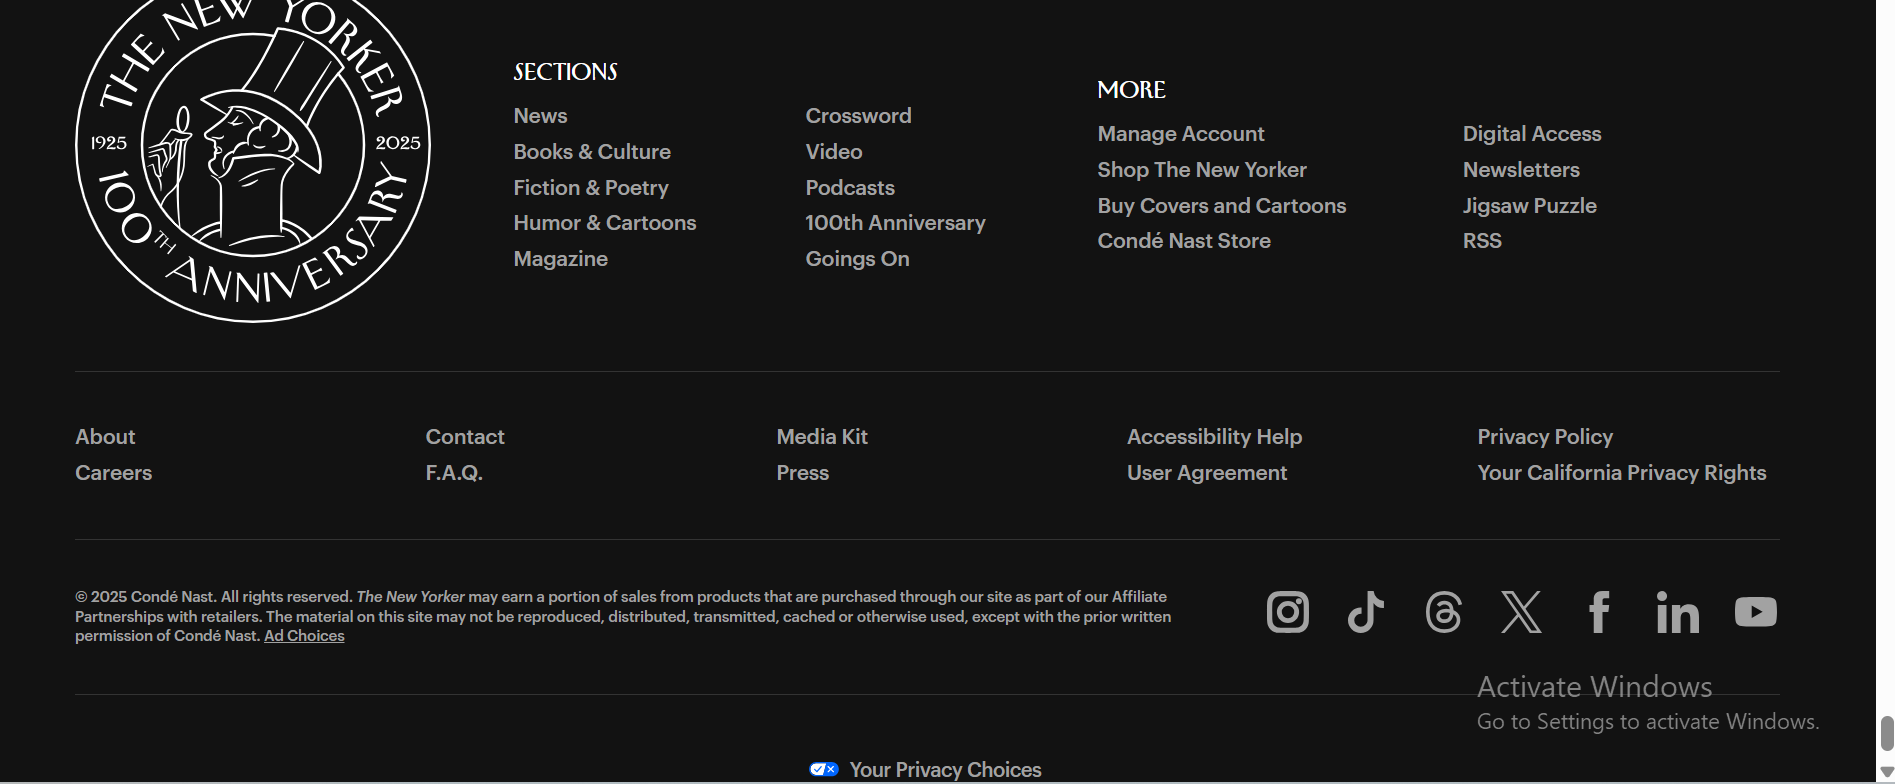 THE NEW YORKER
1925
2025
100TH ANNIVERSARY
SECTIONS
News
Books & Culture
Fiction & Poetry
Humor & Cartoons
Magazine
Crossword
Video
Podcasts
100th Anniversary
Goings On
MORE
Manage Account
Shop The New Yorker
Buy Covers and Cartoons
Condé Nast Store
Digital Access
Newsletters
Jigsaw Puzzle
RSS
About
Careers
Contact
F.A.Q.
Media Kit
Press
Accessibility Help
User Agreement
Privacy Policy
Your California Privacy Rights
© 2025 Condé Nast. All rights reserved. The New Yorker may earn a portion of sales from products that are purchased through our site as part of our Affiliate
Partnerships with retailers. The material on this site may not be reproduced, distributed, transmitted, cached or otherwise used, except with the prior written
permission of Condé Nast. Ad Choices
Activate Windows
Go to Settings to activate Windows.
Your Privacy Choices